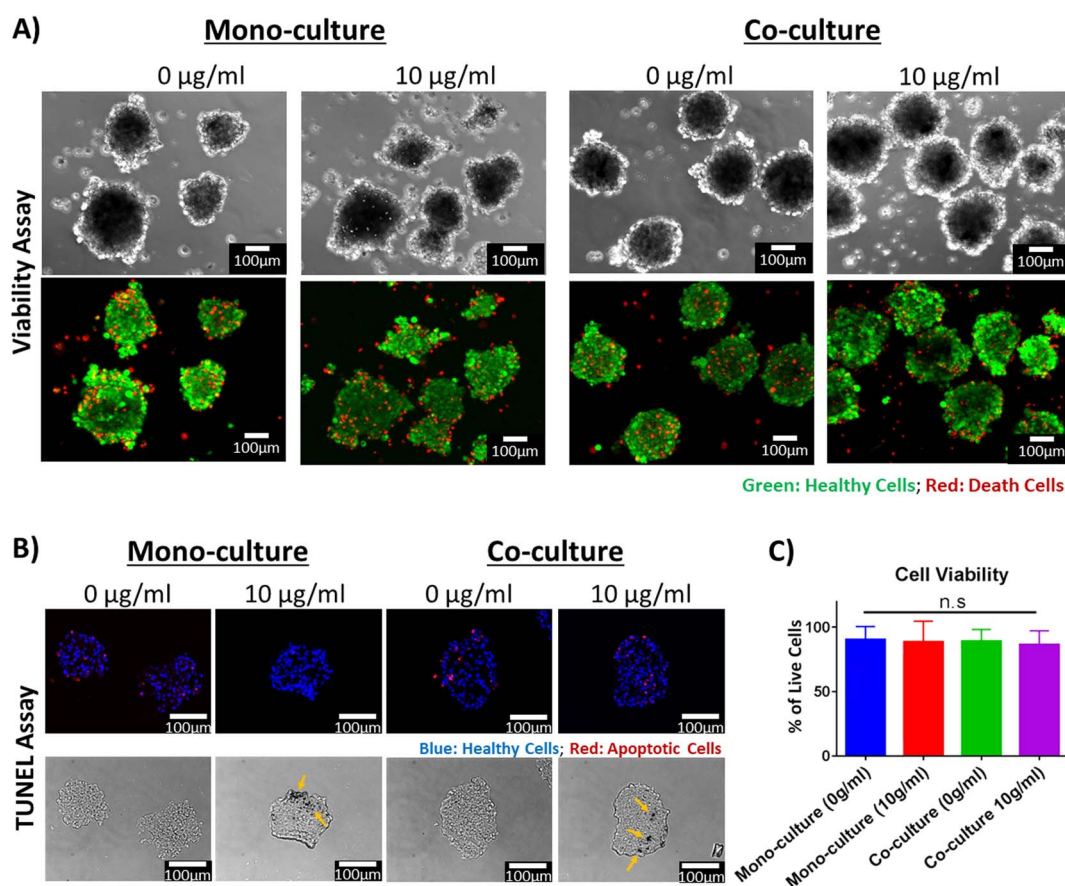 A)
Mono-culture
Co-culture
0 µg/ml
10 µg/ml
0 µg/ml
10 µg/ml
Viability Assay
100µm
100µm
100µm
100µm
100µm
100µm
100µm
100µm
Green: Healthy Cells; Red: Death Cells
B)
Mono-culture
Co-culture
0 µg/ml
10 µg/ml
0 µg/ml
10 µg/ml
TUNEL Assay
100µm
100µm
100µm
100µm
Blue: Healthy Cells; Red: Apoptotic Cells
100µm
100µm
100µm
100µm
C)
Cell Viability
n.s
% of Live Cells
100
50
0
Mono-culture (0g/ml)
Mono-culture (10g/ml)
Co-culture (0g/ml)
Co-culture 10g/ml)